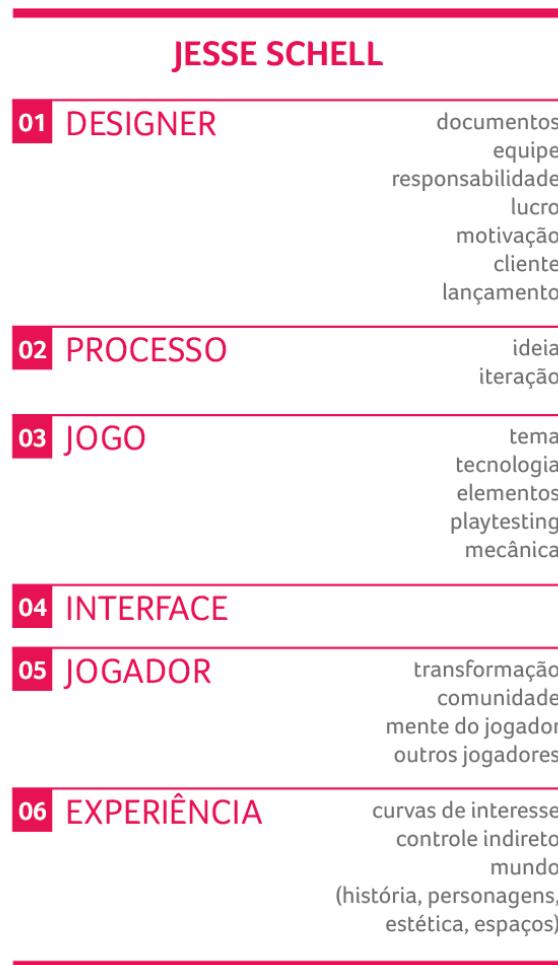 JESSE SCHELL
01 DESIGNER
documentos
equipe
responsabilidade
lucro
motivação
cliente
lançamento
02 PROCESSO
ideia
iteração
03 JOGO
tema
tecnologia
elementos
playtesting
mecânica
04 INTERFACE
05 JOGADOR
transformação
comunidade
mente do jogador
outros jogadores
06 EXPERIÊNCIA
curvas de interesse
controle indireto
mundo
(história, personagens,
estética, espaços)